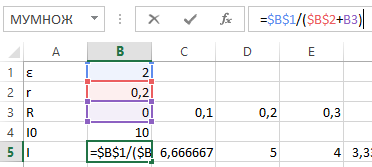 МУМНОЖ =$B$1/($B$2+B3)
A B C D E
1 ε 2
2 r 0,2
3 R 0 0,1 0,2 0,3
4 I0 10
5 I =$B$1/($B 6,666667 5 4 3,3